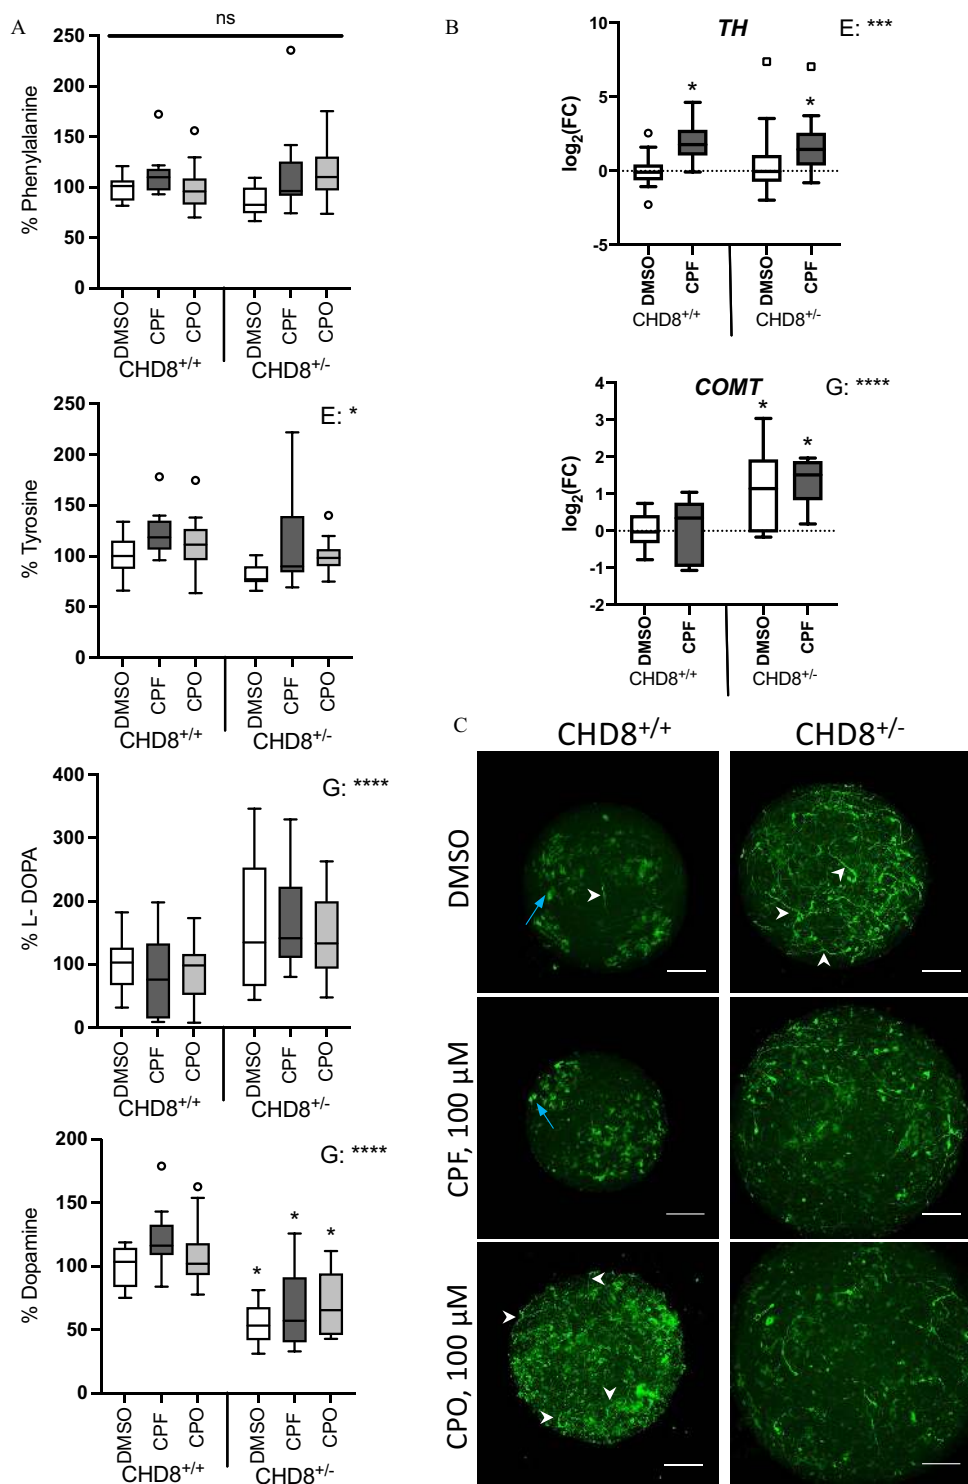 A
ns
% Phenylalanine
250
200
150
100
50
0
DMSO CPF CPO DMSO CPF CPO
CHD8+/+ CHD8+/-
E: *
% Tyrosine
250
200
150
100
50
0
DMSO CPF CPO DMSO CPF CPO
CHD8+/+ CHD8+/-
G: ****
% L- DOPA
400
300
200
100
0
DMSO CPF CPO DMSO CPF CPO
CHD8+/+ CHD8+/-
G: ****
% Dopamine
200
150
100
50
0
* * *
DMSO CPF CPO DMSO CPF CPO
CHD8+/+ CHD8+/-
B
TH
E: ***
log2(FC)
10
5
0
-5
* *
DMSO CPF DMSO CPF
CHD8+/+ CHD8+/-
COMT
G: ****
log2(FC)
4
3
2
1
0
-1
-2
* *
DMSO CPF DMSO CPF
CHD8+/+ CHD8+/-
C
CHD8+/+ CHD8+/-
DMSO
CPF, 100 μM
CPO, 100 μM